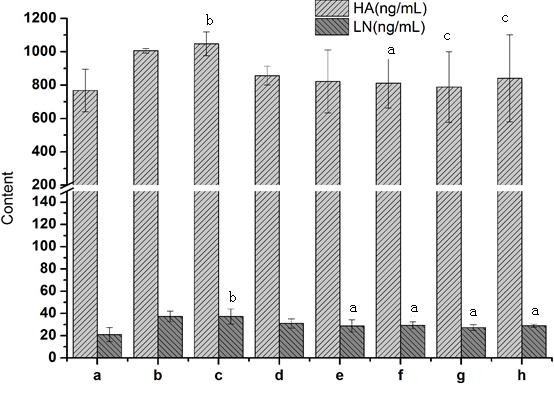 HA(ng/mL)
LN(ng/mL)
Content
1200
1000
800
600
400
200
140
120
100
80
60
40
20
0
b
a
c
c
b
a
a
a
a
a b c d e f g h